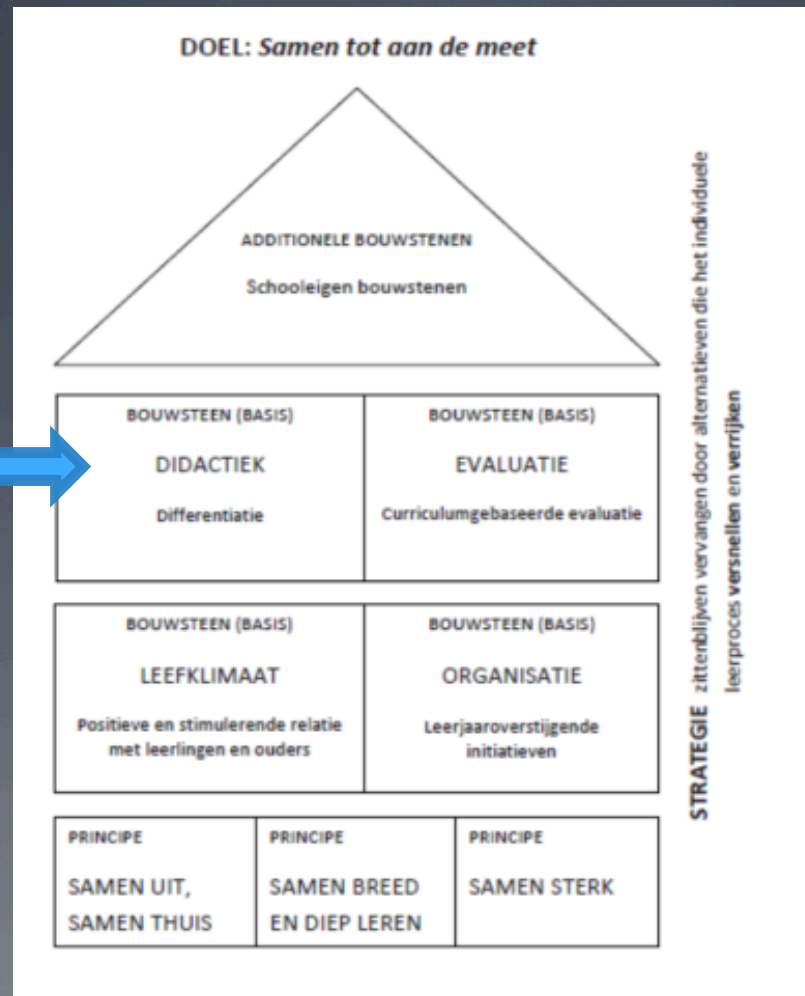 DOEL: Samen tot aan de meet
ADDITIONELE BOUWSTENEN
Schooleigen bouwstenen
BOUWSTEEN (BASIS)
DIDACTIEK
Differentiatie
BOUWSTEEN (BASIS)
EVALUATIE
Curriculumgebaseerde evaluatie
BOUWSTEEN (BASIS)
LEEFKLIMAAT
Positieve en stimulerende relatie
met leerlingen en ouders
BOUWSTEEN (BASIS)
ORGANISATIE
Leerjaaroverstijgende
initiatieven
PRINCIPE
SAMEN UIT,
SAMEN THUIS
PRINCIPE
SAMEN BREED
EN DIEP LEREN
PRINCIPE
SAMEN STERK
STRATEGIE zittenblijven vervangen door alternatieven die het individuele
leerproces versnellen en verrijken